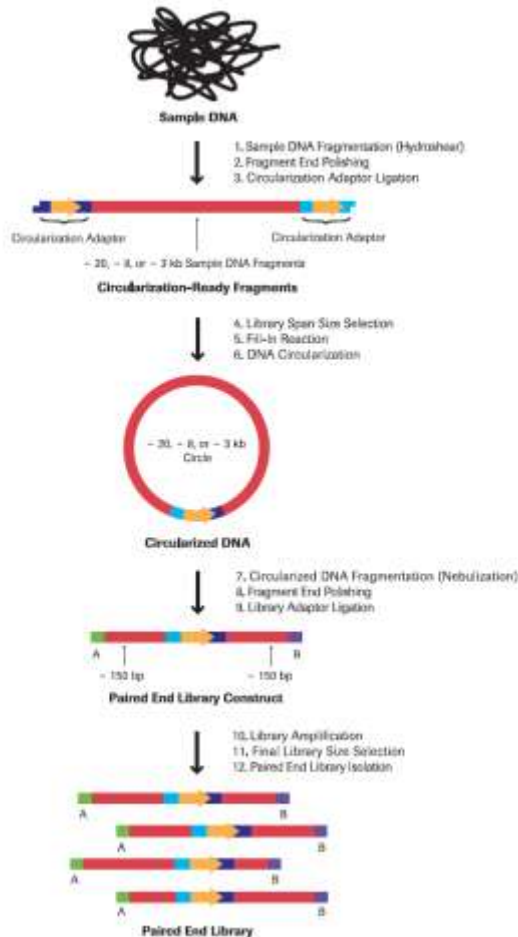 Sample DNA
1. Sample DNA Fragmentation (Hydroshear)
2. Fragment End Polishing
3. Circularization Adaptor Ligation
Circularization Adaptor
Circularization Adaptor
~ 20, ~ 8, or ~ 3 kb Sample DNA Fragments
Circularization-Ready Fragments
4. Library Span Size Selection
5. Fill-In Reaction
6. DNA Circularization
~ 20, ~ 8, or ~ 3 kb
Circle
Circularized DNA
7. Circularized DNA Fragmentation (Nebulization)
8. Fragment End Polishing
9. Library Adaptor Ligation
A
B
~ 150 bp
~ 150 bp
Paired End Library Construct
10. Library Amplification
11. Final Library Size Selection
12. Paired End Library Isolation
A
B
A
B
A
B
A
B
Paired End Library